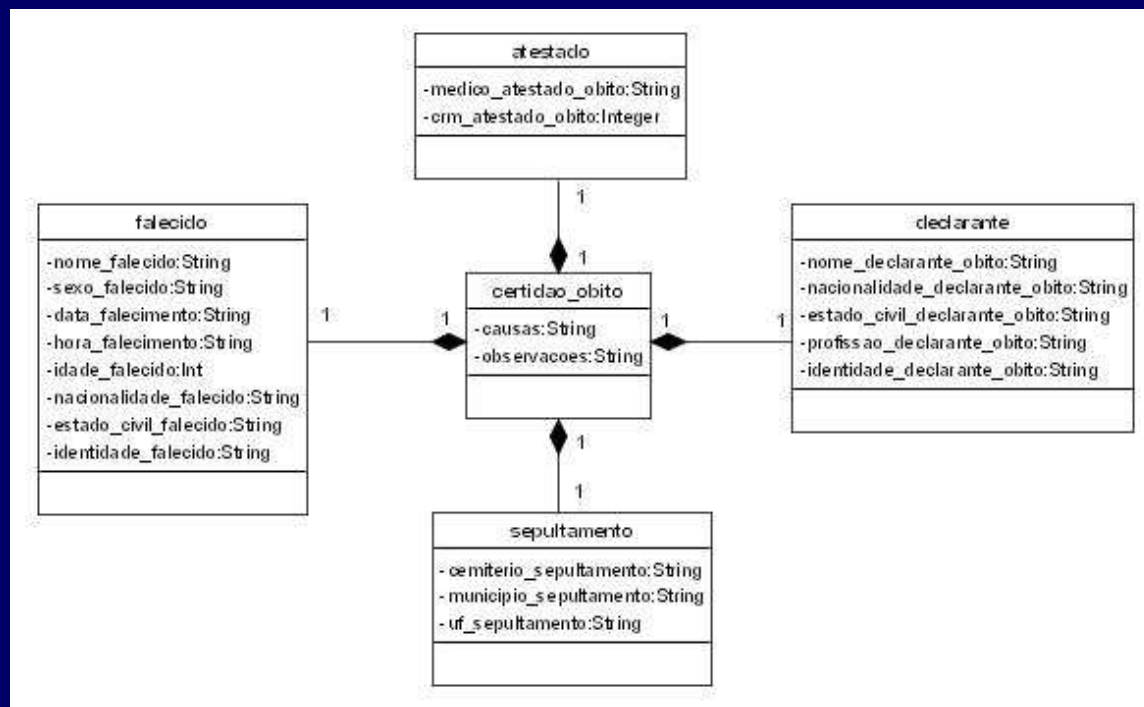 atestado
-medico_atestado_obito:String
-crm_atestado_obito:Integer
1
1
falecido
-nome_falecido:String
-sexo_falecido:String
-data_falecimento:String
-hora_falecimento:String
-idade_falecido:Int
-nacionalidade_falecido:String
-estado_civil_falecido:String
-identidade_falecido:String
1
1
certidao_obito
-causas:String
-observacoes:String
1
1
declarante
-nome_declarante_obito:String
-nacionalidade_declarante_obito:String
-estado_civil_declarante_obito:String
-profissao_declarante_obito:String
-identidade_declarante_obito:String
1
1
sepultamento
-cemiterio_sepultamento:String
-municipio_sepultamento:String
-uf_sepultamento:String